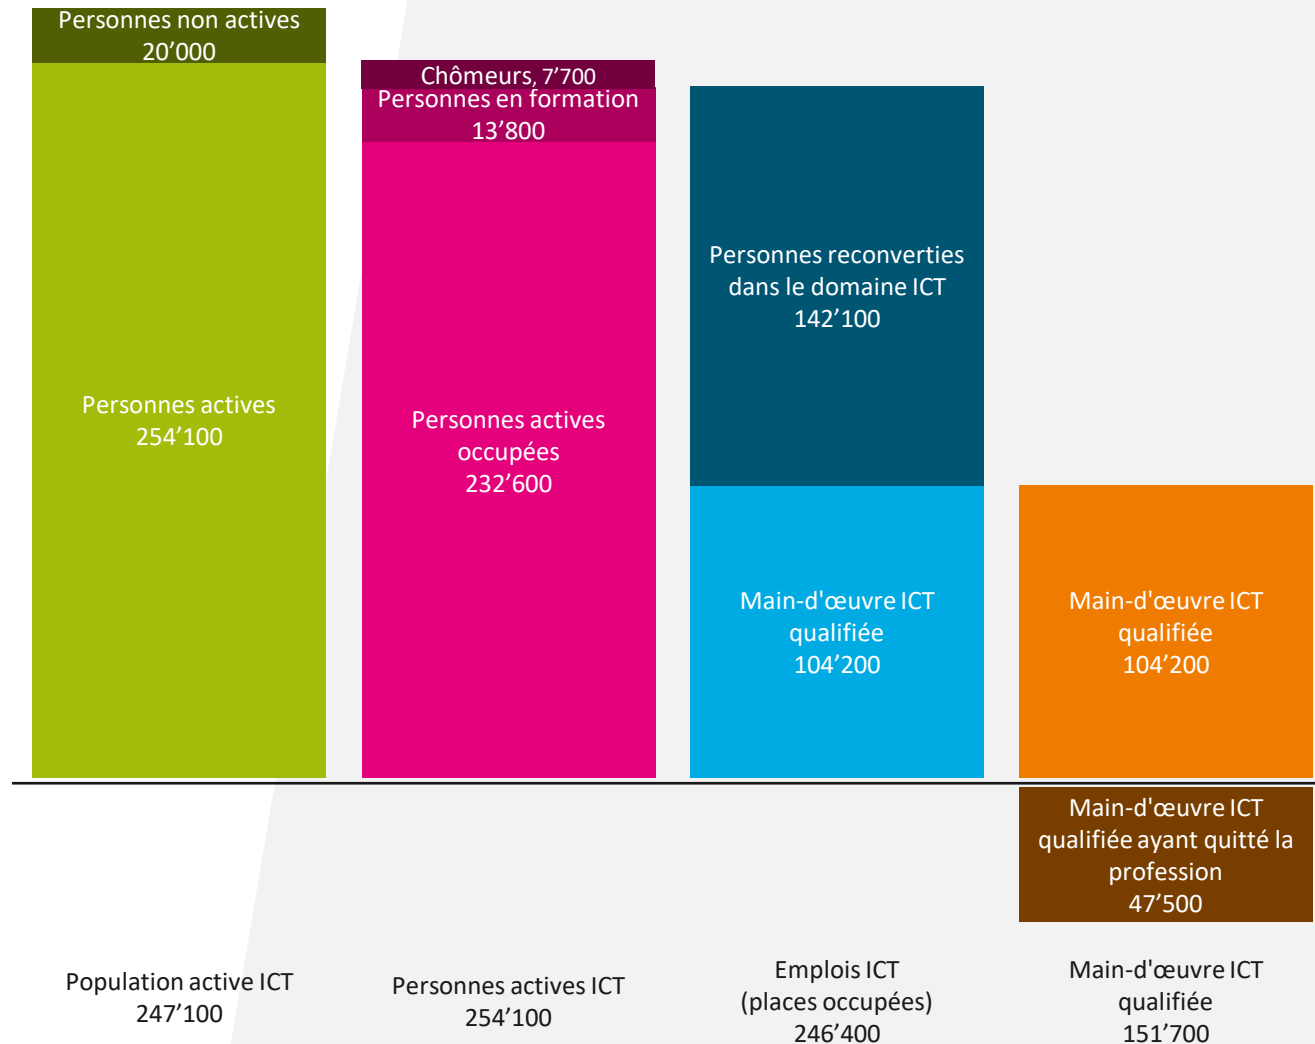 Personnes non actives
20’000
Personnes actives
254’100
Chômeurs, 7’700
Personnes en formation
13’800
Personnes actives
occupées
232’600
Personnes reconverties
dans le domaine ICT
142’100
Main-d'œuvre ICT
qualifiée
104’200
Main-d'œuvre ICT
qualifiée
104’200
Main-d'œuvre ICT
qualifiée ayant quitté la
profession
47’500
Population active ICT
247’100
Personnes actives ICT
254’100
Emplois ICT
(places occupées)
246’400
Main-d'œuvre ICT
qualifiée
151’700